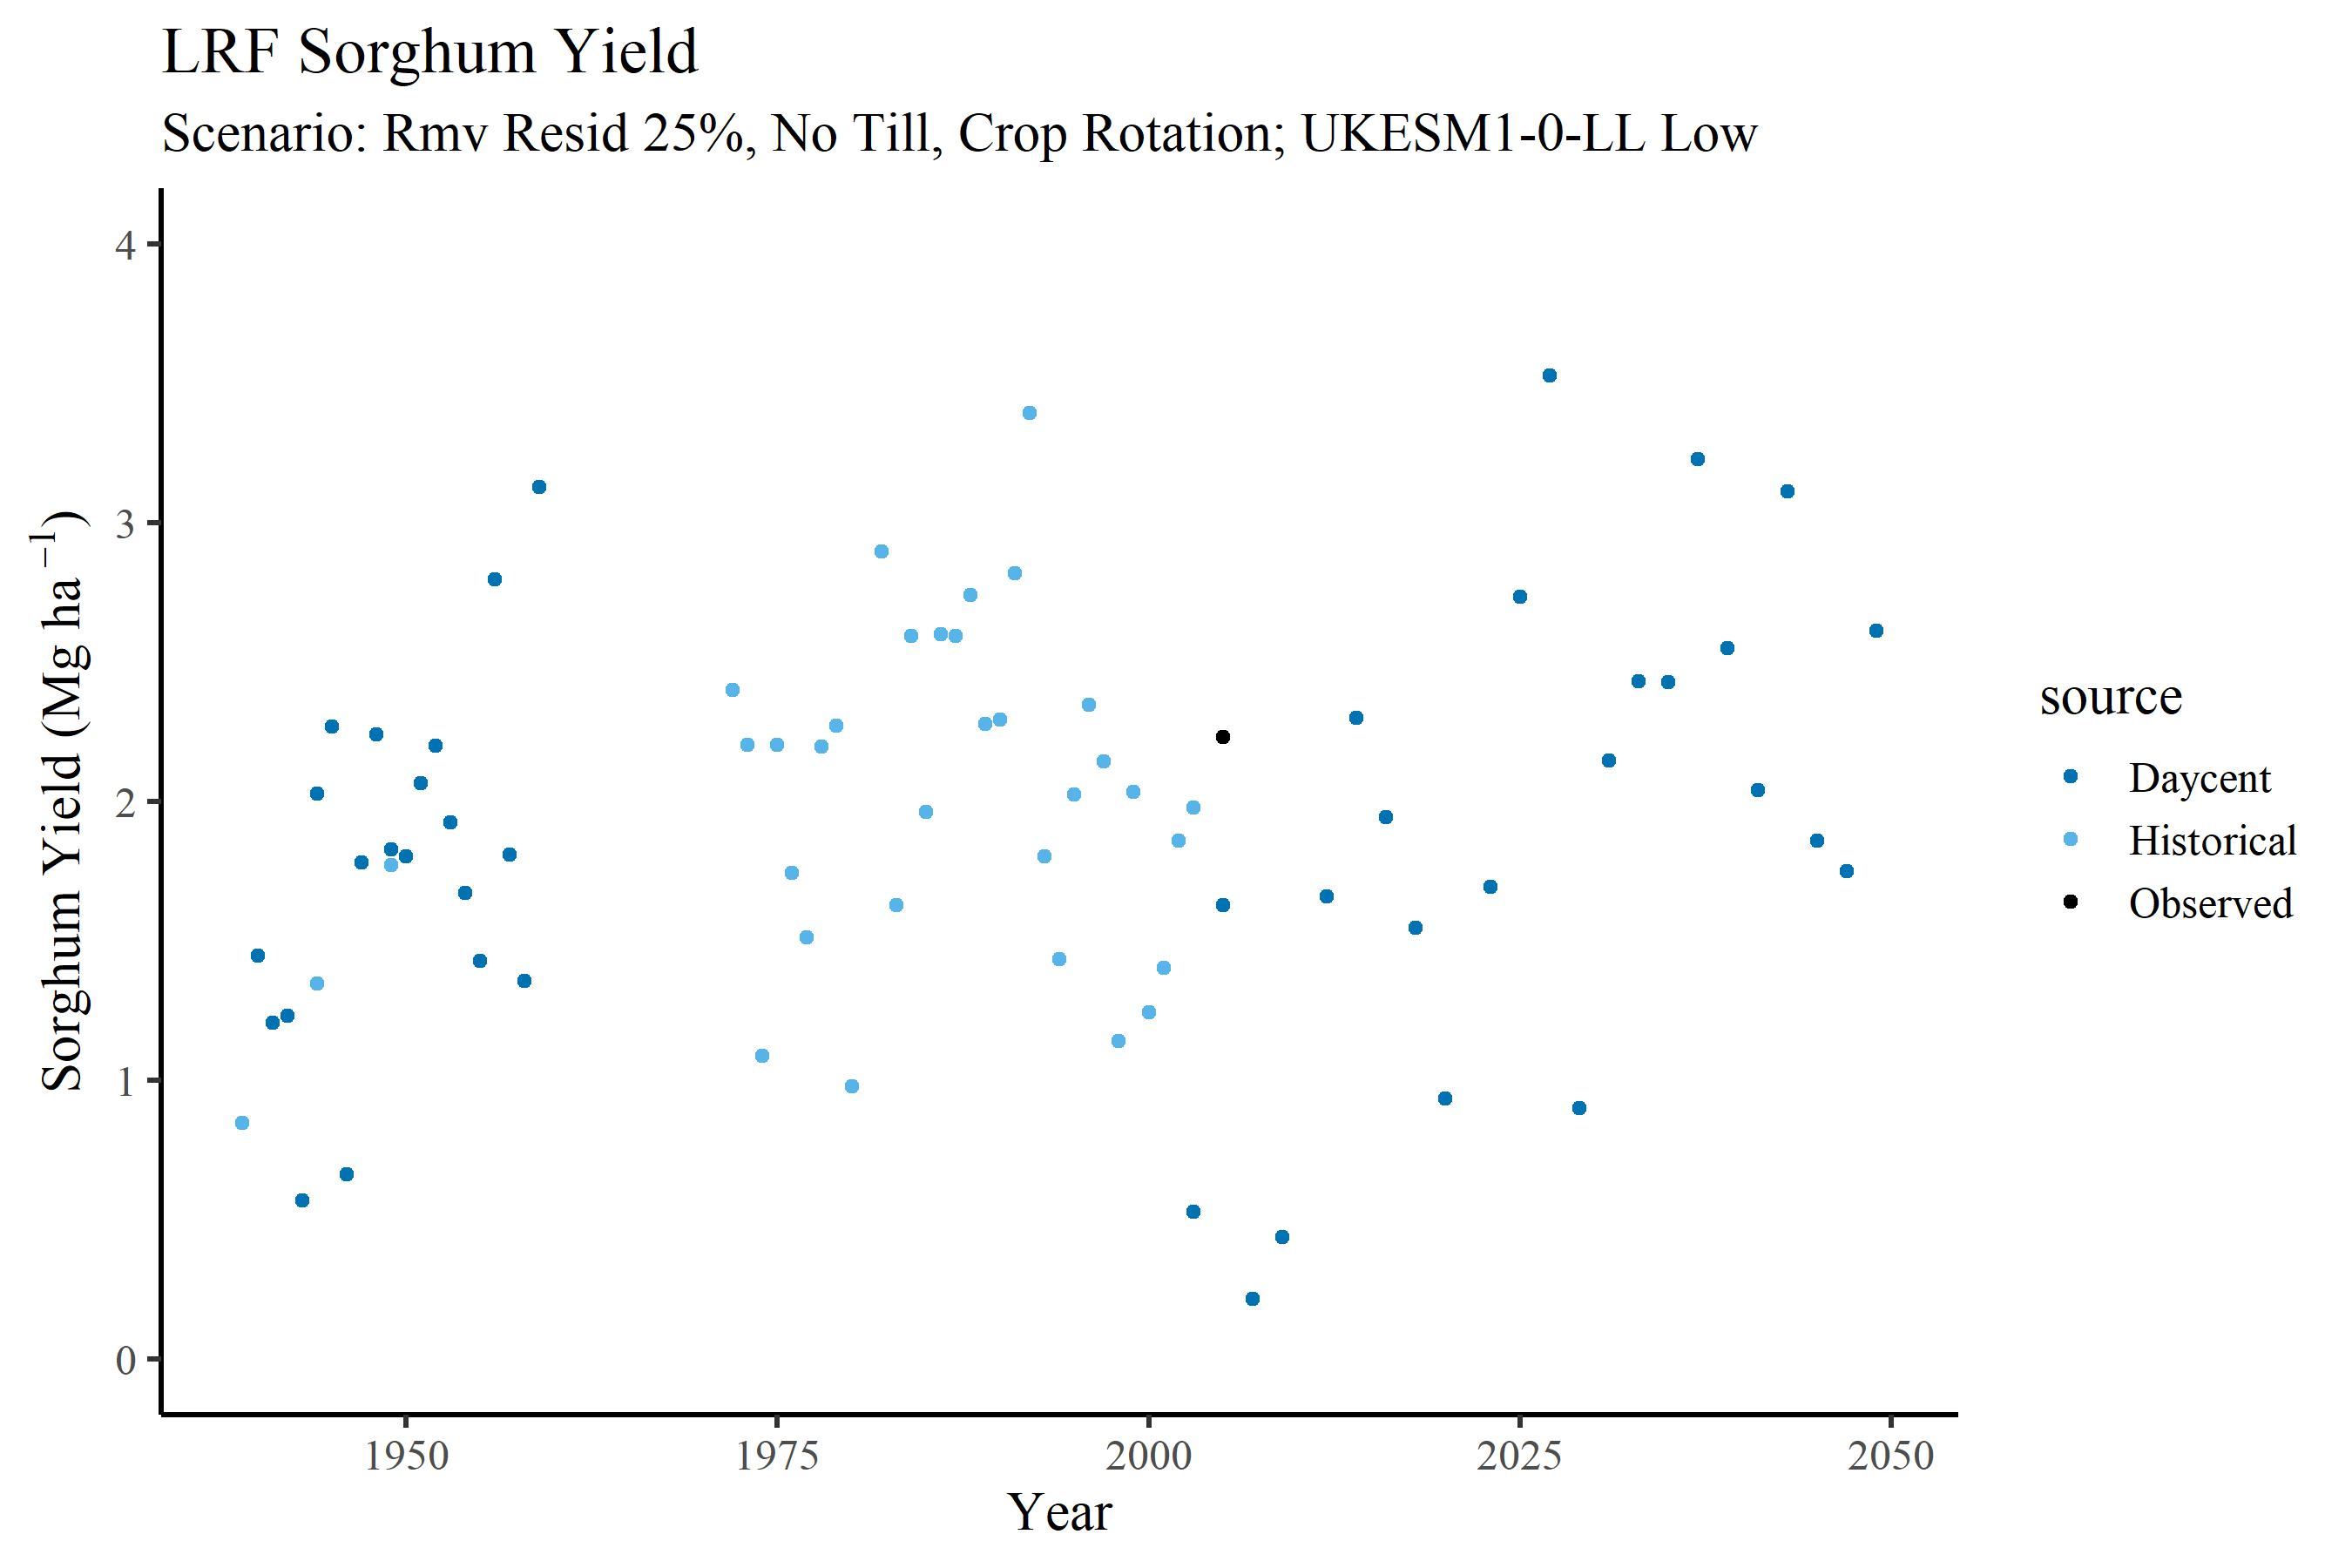 LRF Sorghum Yield
Scenario: Rmv Resid 25%, No Till, Crop Rotation; UKESM1-0-LL Low
Sorghum Yield (Mg ha⁻¹)
4
3
2
1
0
1950 1975 2000 2025 2050
Year
source
Daycent
Historical
Observed